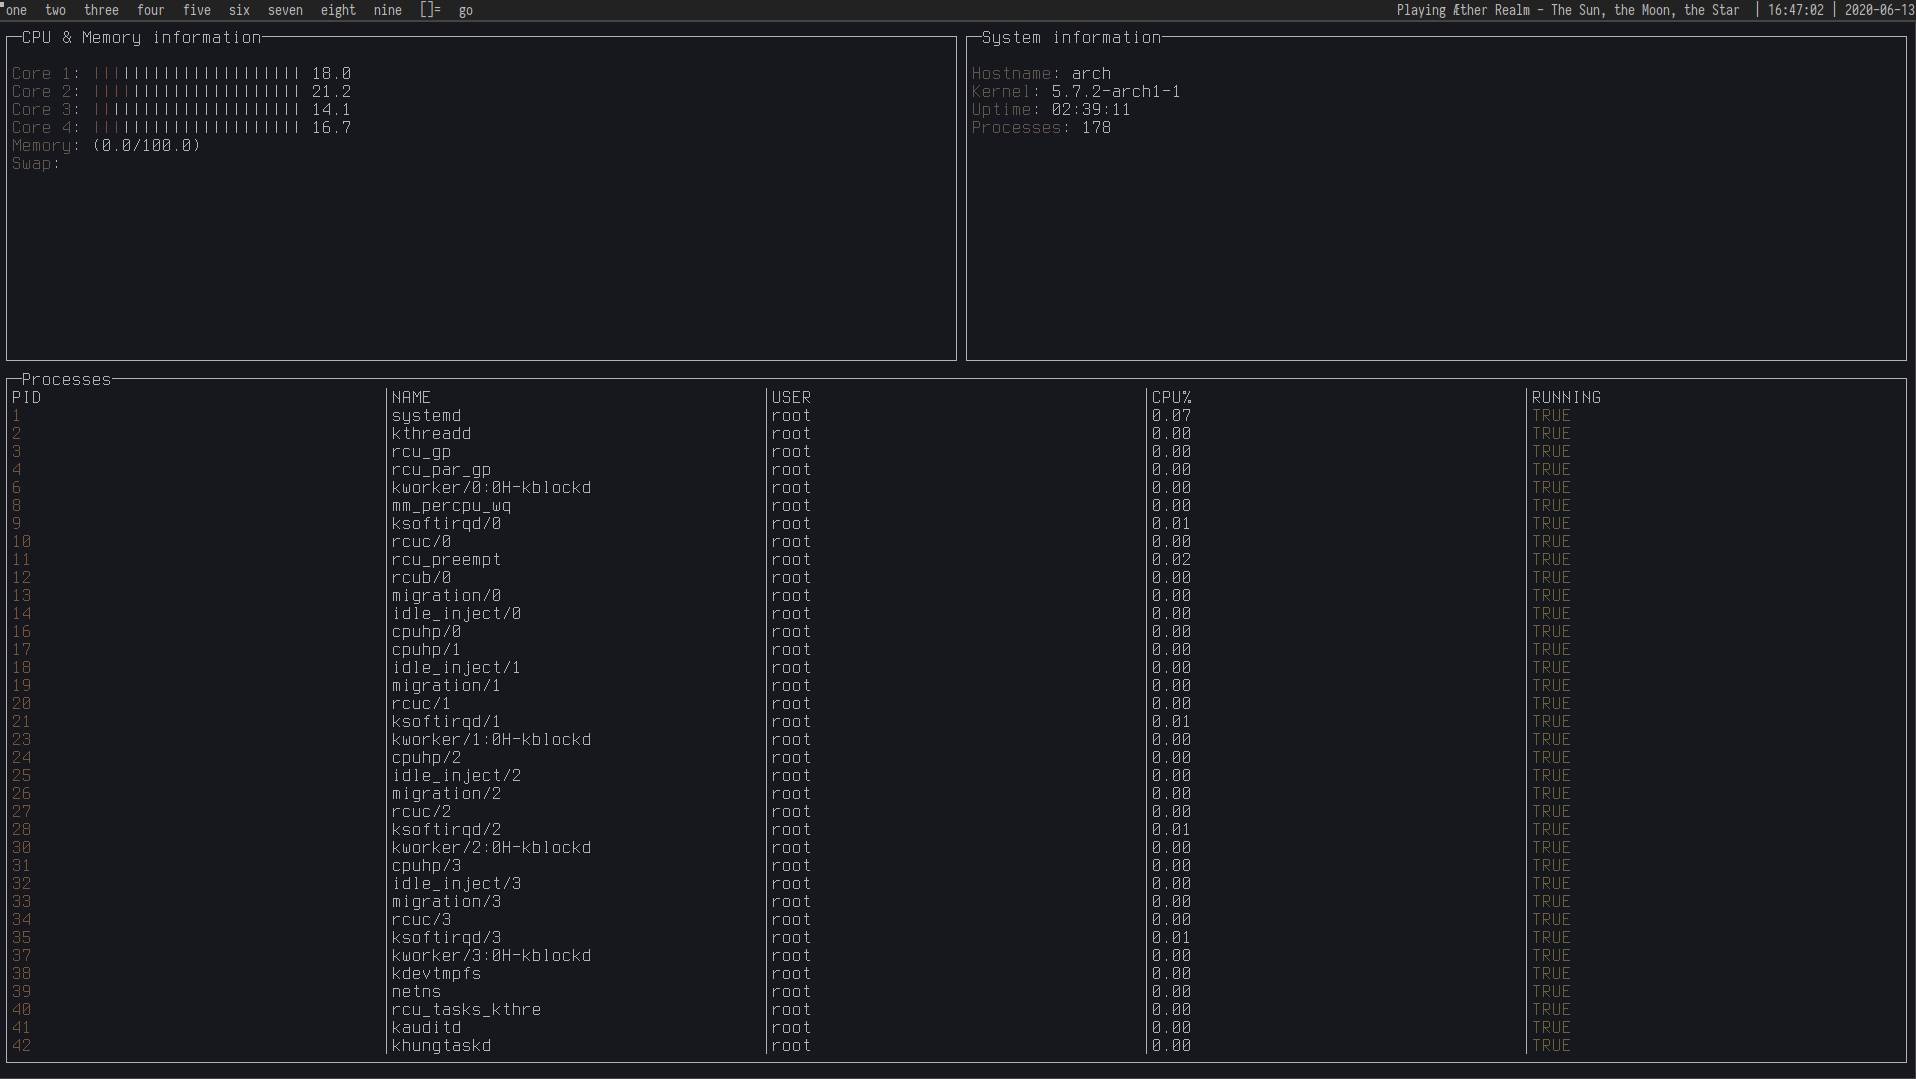 one two three four five six seven eight nine []= go Playing Æther Realm - The Sun, the Moon, the Star | 16:47:02 | 2020-06-13
CPU & Memory information
Core 1: ||||||||||||||||||||| 18.0
Core 2: ||||||||||||||||||||| 21.2
Core 3: ||||||||||||||||||||| 14.1
Core 4: ||||||||||||||||||||| 16.7
Memory: (0.0/100.0)
Swap:
System information
Hostname: arch
Kernel: 5.7.2-arch1-1
Uptime: 02:39:11
Processes: 178
Processes
PID NAME USER CPU% RUNNING
1 systemd root 0.07 TRUE
2 kthreadd root 0.00 TRUE
3 rcu_gp root 0.00 TRUE
4 rcu_par_gp root 0.00 TRUE
6 kworker/0:0H-kblockd root 0.00 TRUE
8 mm_percpu_wq root 0.00 TRUE
9 ksoftirqd/0 root 0.01 TRUE
10 rcuc/0 root 0.00 TRUE
11 rcu_preempt root 0.02 TRUE
12 rcub/0 root 0.00 TRUE
13 migration/0 root 0.00 TRUE
14 idle_inject/0 root 0.00 TRUE
16 cpuhp/0 root 0.00 TRUE
17 cpuhp/1 root 0.00 TRUE
18 idle_inject/1 root 0.00 TRUE
19 migration/1 root 0.00 TRUE
20 rcuc/1 root 0.00 TRUE
21 ksoftirqd/1 root 0.01 TRUE
23 kworker/1:0H-kblockd root 0.00 TRUE
24 cpuhp/2 root 0.00 TRUE
25 idle_inject/2 root 0.00 TRUE
26 migration/2 root 0.00 TRUE
27 rcuc/2 root 0.00 TRUE
28 ksoftirqd/2 root 0.01 TRUE
30 kworker/2:0H-kblockd root 0.00 TRUE
31 cpuhp/3 root 0.00 TRUE
32 idle_inject/3 root 0.00 TRUE
33 migration/3 root 0.00 TRUE
34 rcuc/3 root 0.00 TRUE
35 ksoftirqd/3 root 0.01 TRUE
37 kworker/3:0H-kblockd root 0.00 TRUE
38 kdevtmpfs root 0.00 TRUE
39 netns root 0.00 TRUE
40 rcu_tasks_kthre root 0.00 TRUE
41 kauditd root 0.00 TRUE
42 khungtaskd root 0.00 TRUE